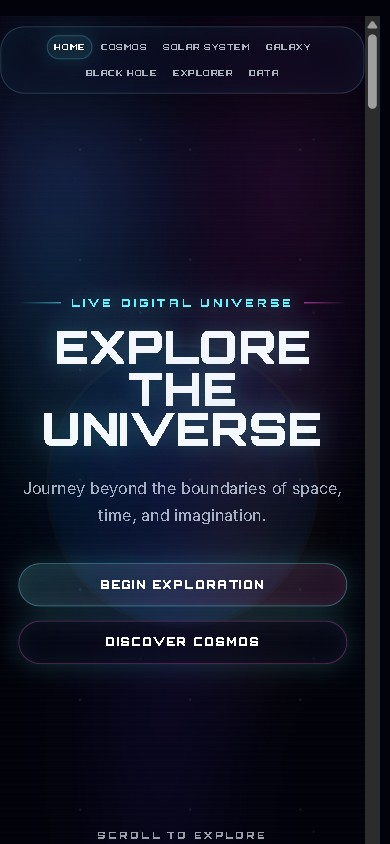 HOME COSMOS SOLAR SYSTEM GALAXY
BLACK HOLE EXPLORER DATA
LIVE DIGITAL UNIVERSE
EXPLORE
THE
UNIVERSE
Journey beyond the boundaries of space,
time, and imagination.
BEGIN EXPLORATION
DISCOVER COSMOS
SCROLL TO EXPLORE